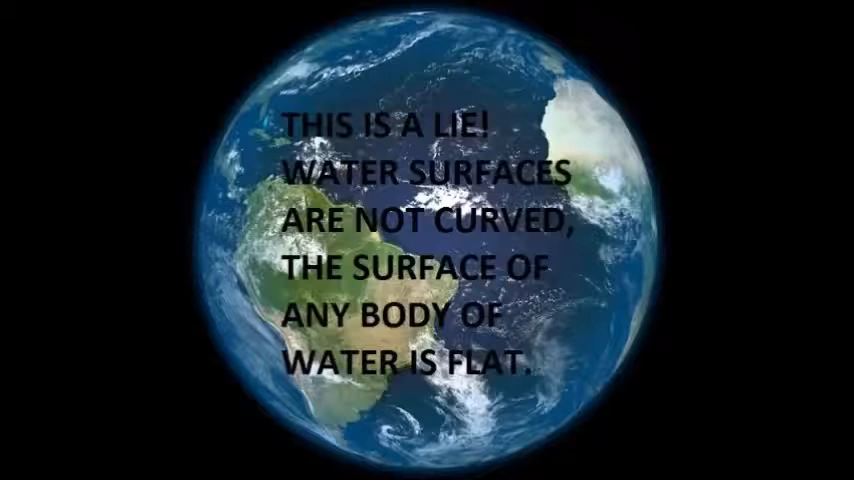 THIS IS A LIE!
WATER SURFACES
ARE NOT CURVED,
THE SURFACE OF
ANY BODY OF
WATER IS FLAT.